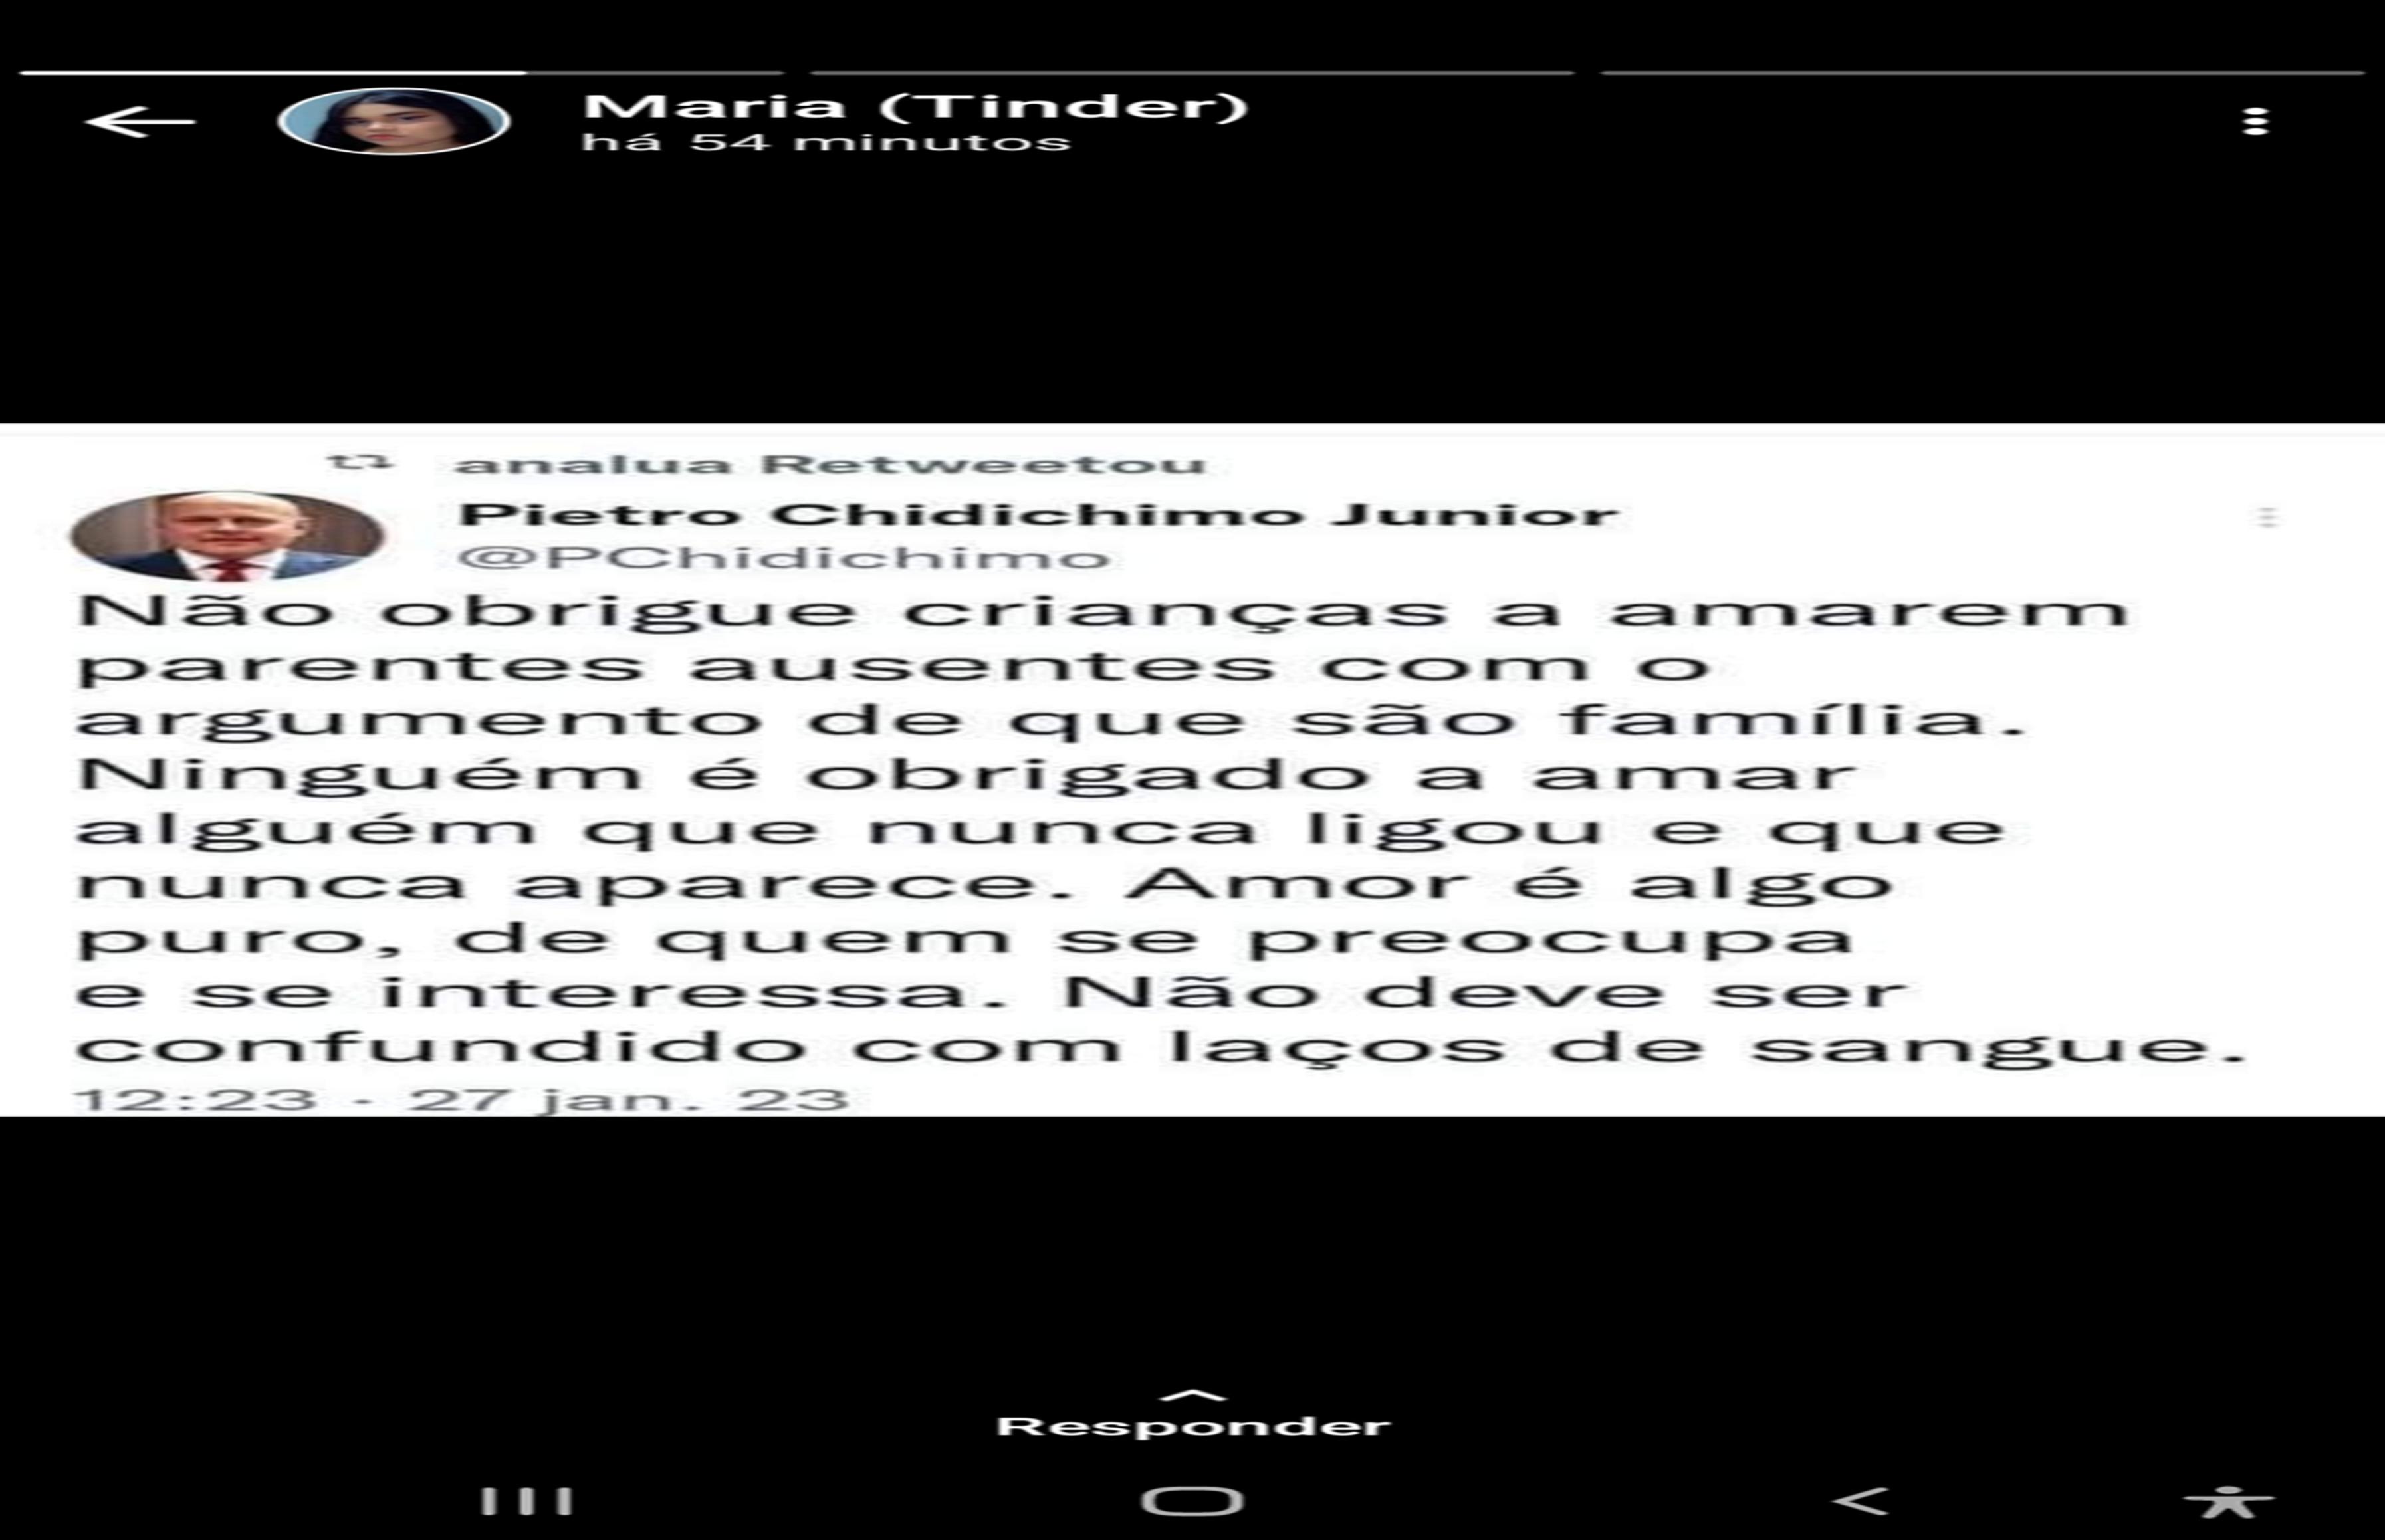 Maria (Tinder)
há 54 minutos
analua Retweetou
Pietro Chidichimo Junior
@PChidichimo
Não obrigue crianças a amarem
parentes ausentes com o
argumento de que são família.
Ninguém é obrigado a amar
alguém que nunca ligou e que
nunca aparece. Amor é algo
puro, de quem se preocupa
e se interessa. Não deve ser
confundido com laços de sangue.
12:23 · 27 jan. 23
Responder